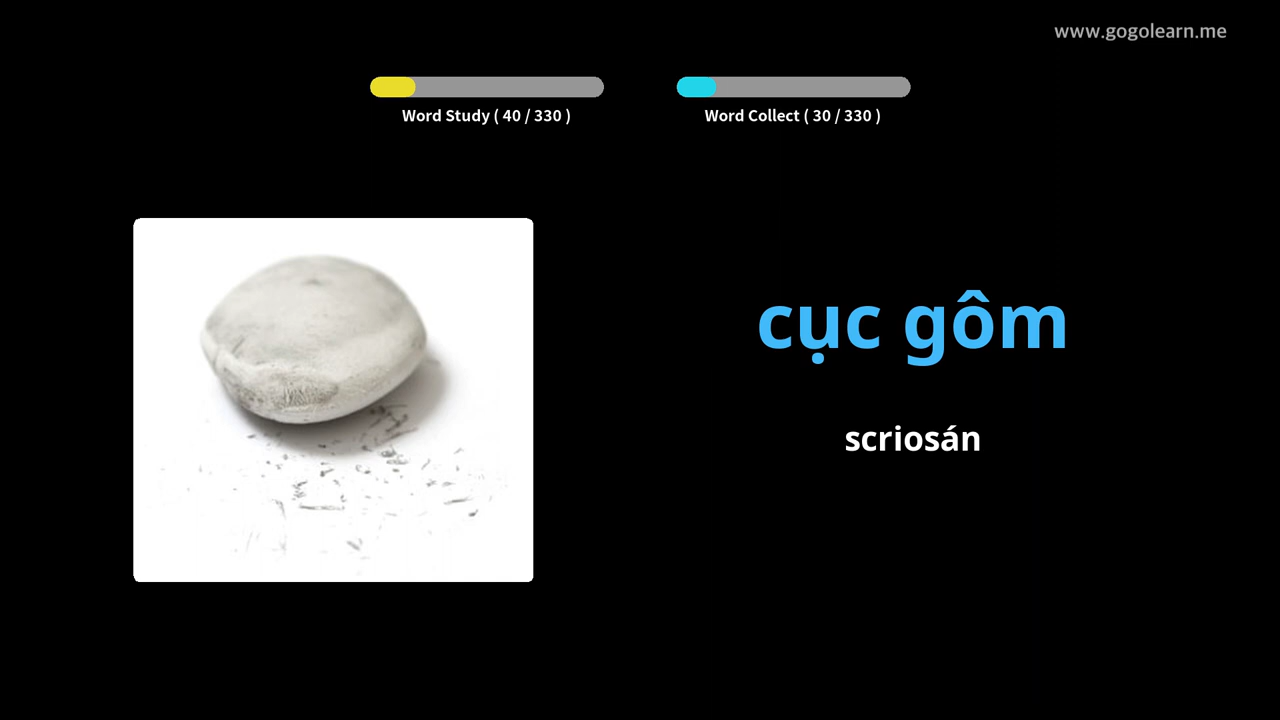 www.gogolearn.me
Word Study ( 40 / 330 )
Word Collect ( 30 / 330 )
cục gôm
scriosán